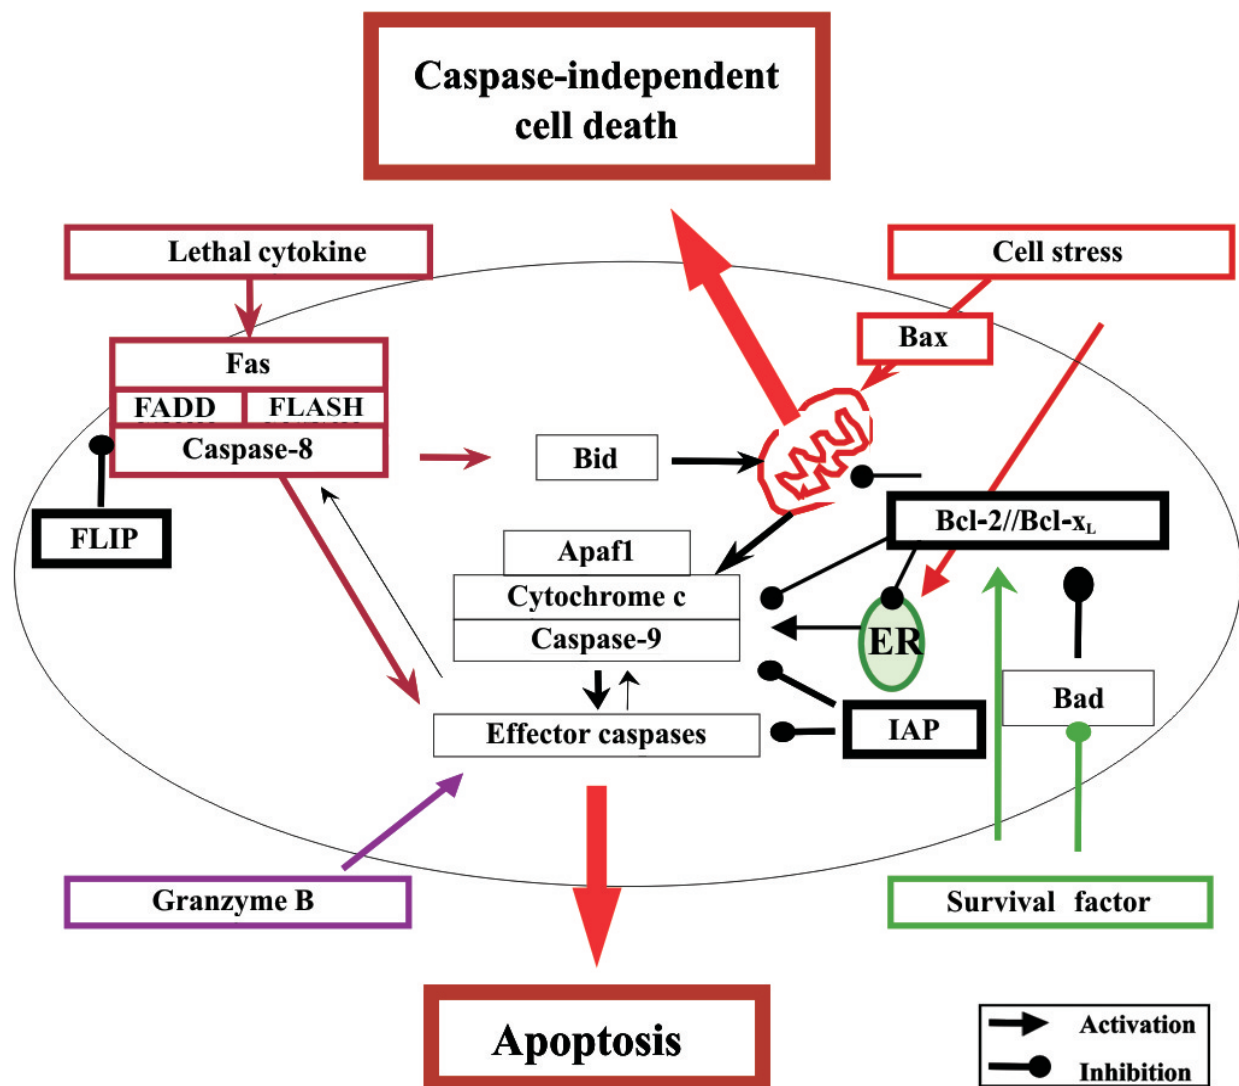 Caspase-independent
cell death
Lethal cytokine
Cell stress
Bax
Fas
FADD
FLASH
Caspase-8
Bid
FLIP
Bcl-2//Bcl-xL
Apaf1
Cytochrome c
Caspase-9
ER
Bad
Effector caspases
IAP
Granzyme B
Survival factor
Apoptosis
Activation
Inhibition